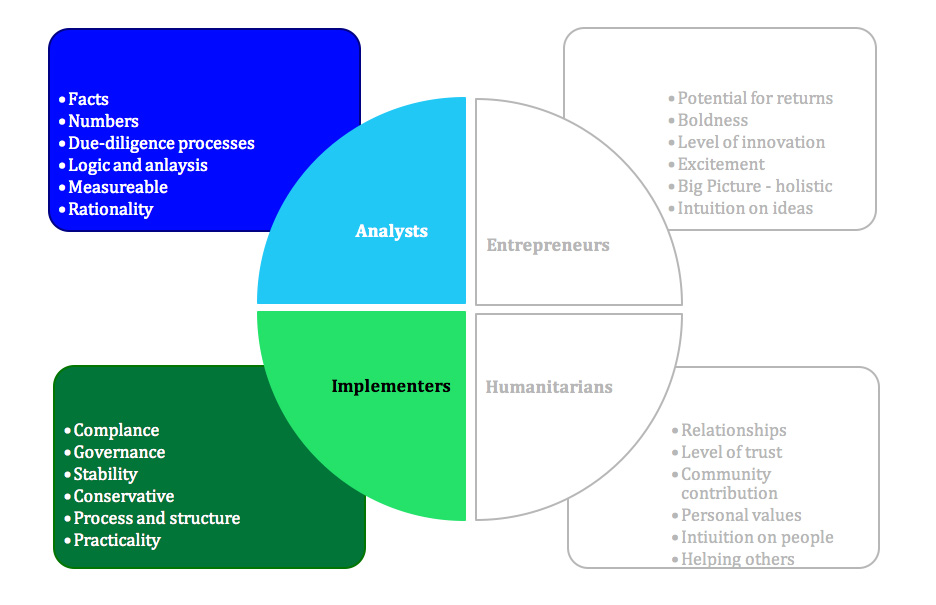 • Facts
• Numbers
• Due-diligence processes
• Logic and anlaysis
• Measureable
• Rationality
• Potential for returns
• Boldness
• Level of innovation
• Excitement
• Big Picture - holistic
• Intuition on ideas
Analysts
Entrepreneurs
Implementers
Humanitarians
• Complance
• Governance
• Stability
• Conservative
• Process and structure
• Practicality
• Relationships
• Level of trust
• Community
contribution
• Personal values
• Intiuition on people
• Helping others